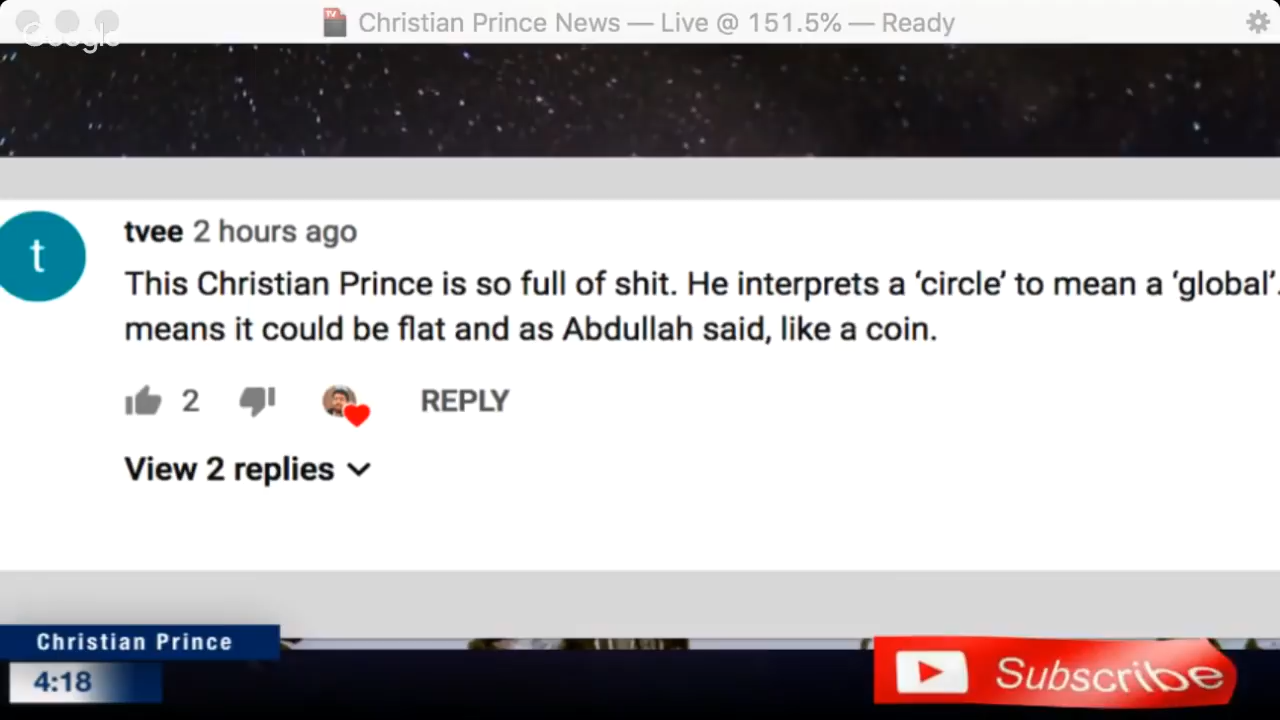 Christian Prince News — Live @ 151.5% — Ready
Google
t
tvee 2 hours ago
This Christian Prince is so full of shit. He interprets a ‘circle’ to mean a ‘global’.
means it could be flat and as Abdullah said, like a coin.
2 REPLY
View 2 replies
Christian Prince
4:18
Subscribe